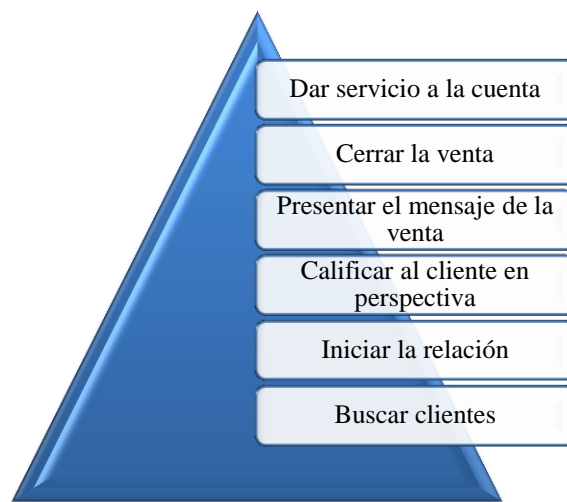 Dar servicio a la cuenta
Cerrar la venta
Presentar el mensaje de la
venta
Calificar al cliente en
perspectiva
Iniciar la relación
Buscar clientes